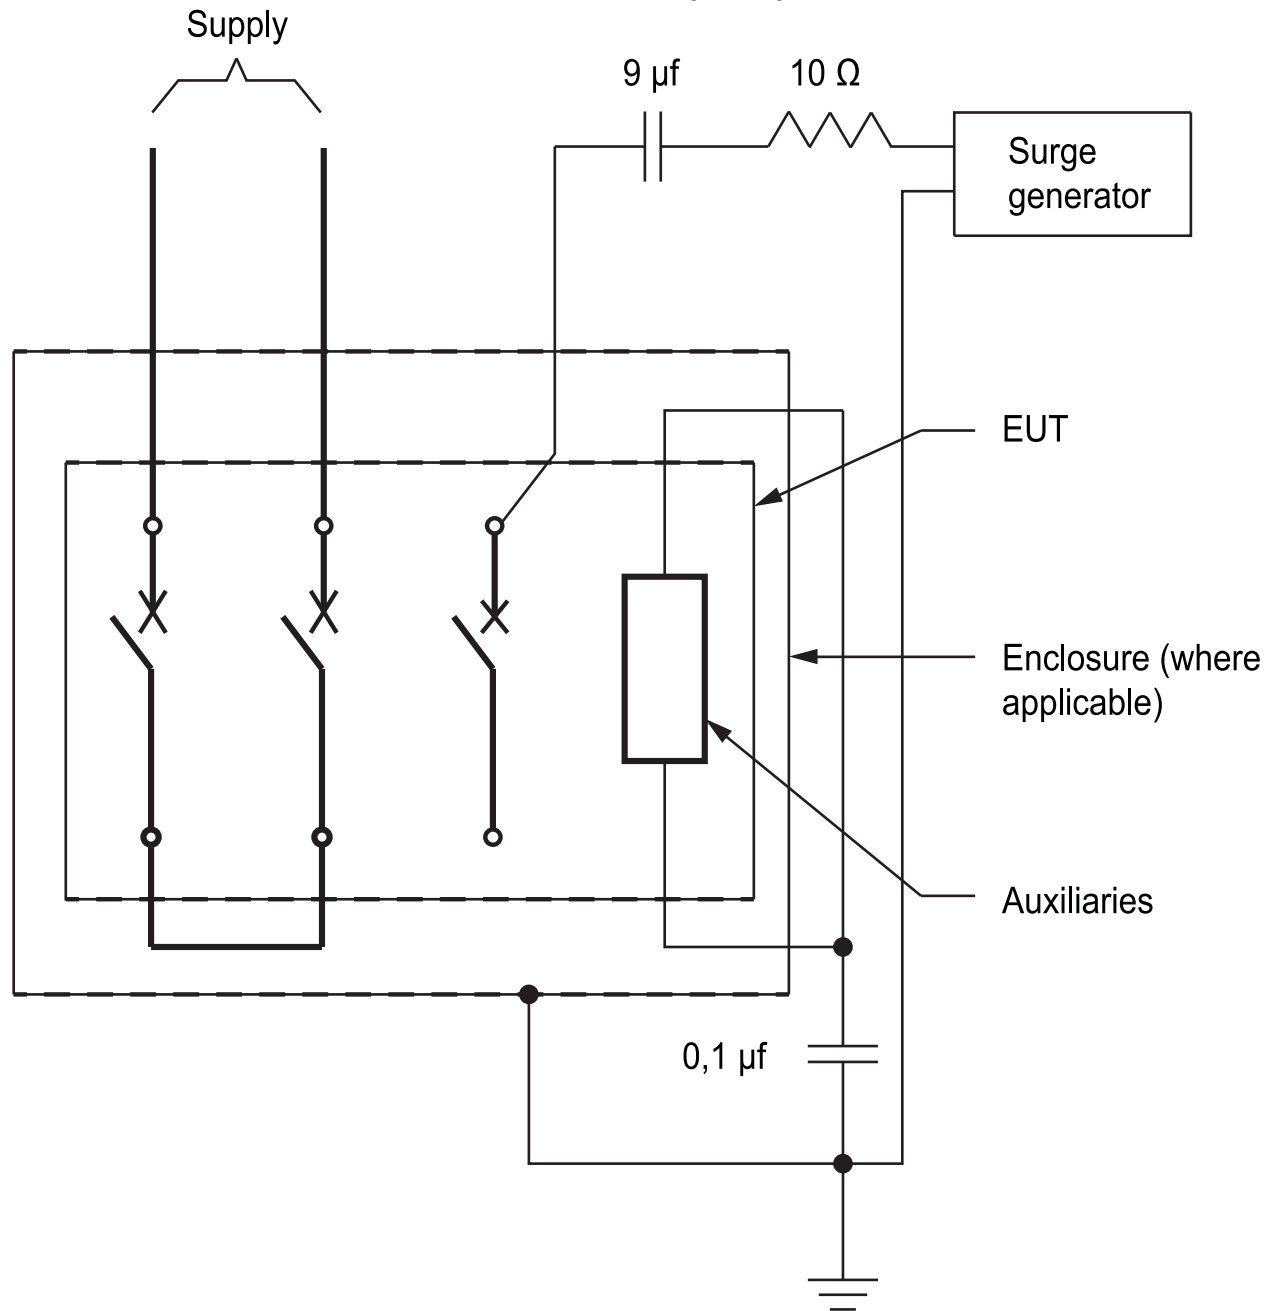 Supply
9 µf
10 Ω
Surge
generator
EUT
Enclosure (where
applicable)
Auxiliaries
0,1 µf